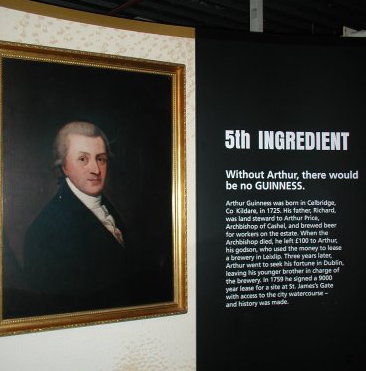 5th INGREDIENT
Without Arthur, there would
be no GUINNESS.
Arthur Guinness was born in Celbridge,
Co Kildare, in 1725. His father, Richard,
was land steward to Arthur Price,
Archbishop of Cashel, and brewed beer
for workers on the estate. When the
Archbishop died, he left £100 to Arthur,
his godson, who used the money to lease
a brewery in Leixlip. Three years later,
Arthur went to seek his fortune in Dublin,
leaving his younger brother in charge of
the brewery. In 1759 he signed a 9000
year lease for a site at St. James's Gate
with access to the city watercourse –
and history was made.